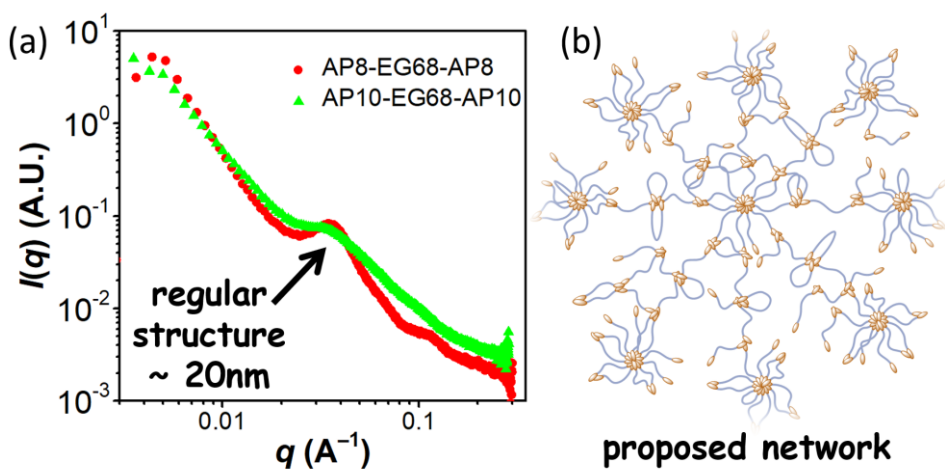 (a)
I(q) (A.U.)
10¹
10⁰
10⁻¹
10⁻²
10⁻³
AP8-EG68-AP8
AP10-EG68-AP10
regular
structure
~ 20nm
0.01
0.1
q (A⁻¹)
(b)
proposed network